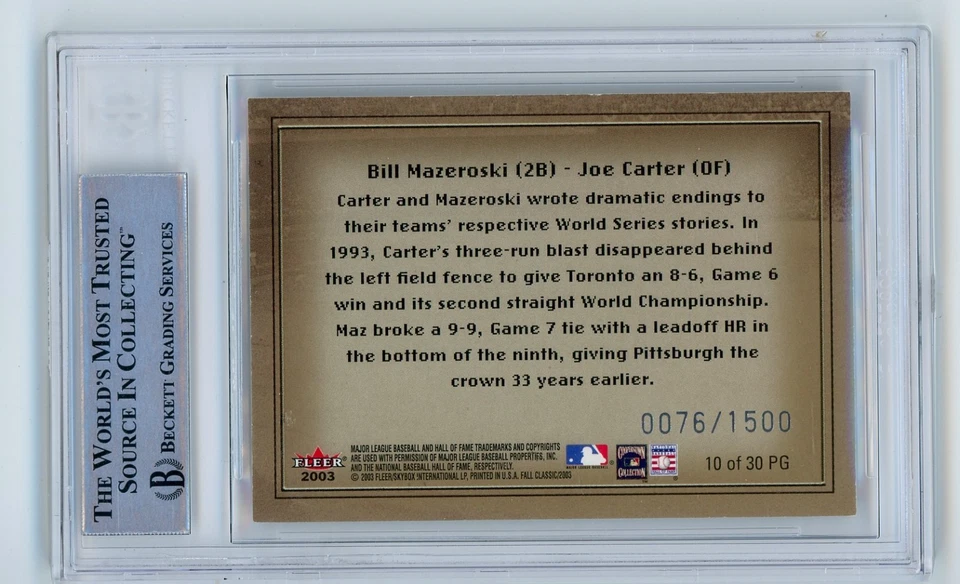 THE WORLD'S MOST TRUSTED
SOURCE IN COLLECTING™
BECKETT GRADING SERVICES
Bill Mazeroski (2B) - Joe Carter (OF)
Carter and Mazeroski wrote dramatic endings to
their teams' respective World Series stories. In
1993, Carter's three-run blast disappeared behind
the left field fence to give Toronto an 8-6, Game 6
win and its second straight World Championship.
Maz broke a 9-9, Game 7 tie with a leadoff HR in
the bottom of the ninth, giving Pittsburgh the
crown 33 years earlier.
0076/1500
FLEER
2003
MAJOR LEAGUE BASEBALL AND HALL OF FAME TRADEMARKS AND COPYRIGHTS
ARE USED WITH PERMISSION OF MAJOR LEAGUE BASEBALL PROPERTIES, INC.
AND THE NATIONAL BASEBALL HALL OF FAME, RESPECTIVELY.
© 2003 FLEER/SKYBOX INTERNATIONAL LP, PRINTED IN U.S.A. FALL CLASSIC/2003
10 of 30 PG